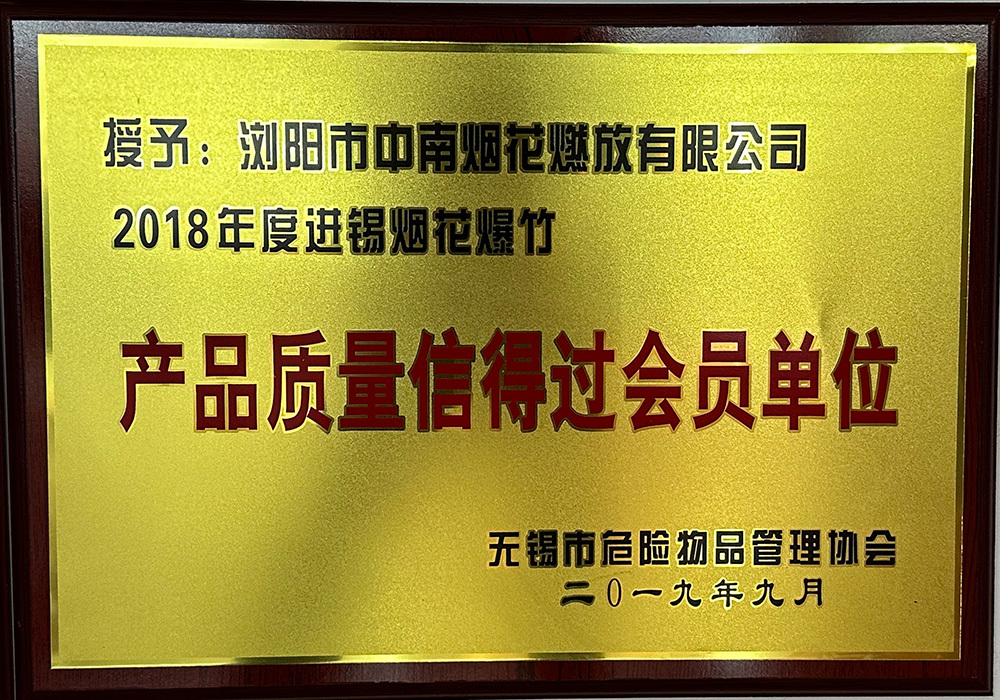 授予：浏阳市中南烟花燃放有限公司
2018年度进锡烟花爆竹
产品质量信得过会员单位
无锡市危险物品管理协会
二0一九年九月